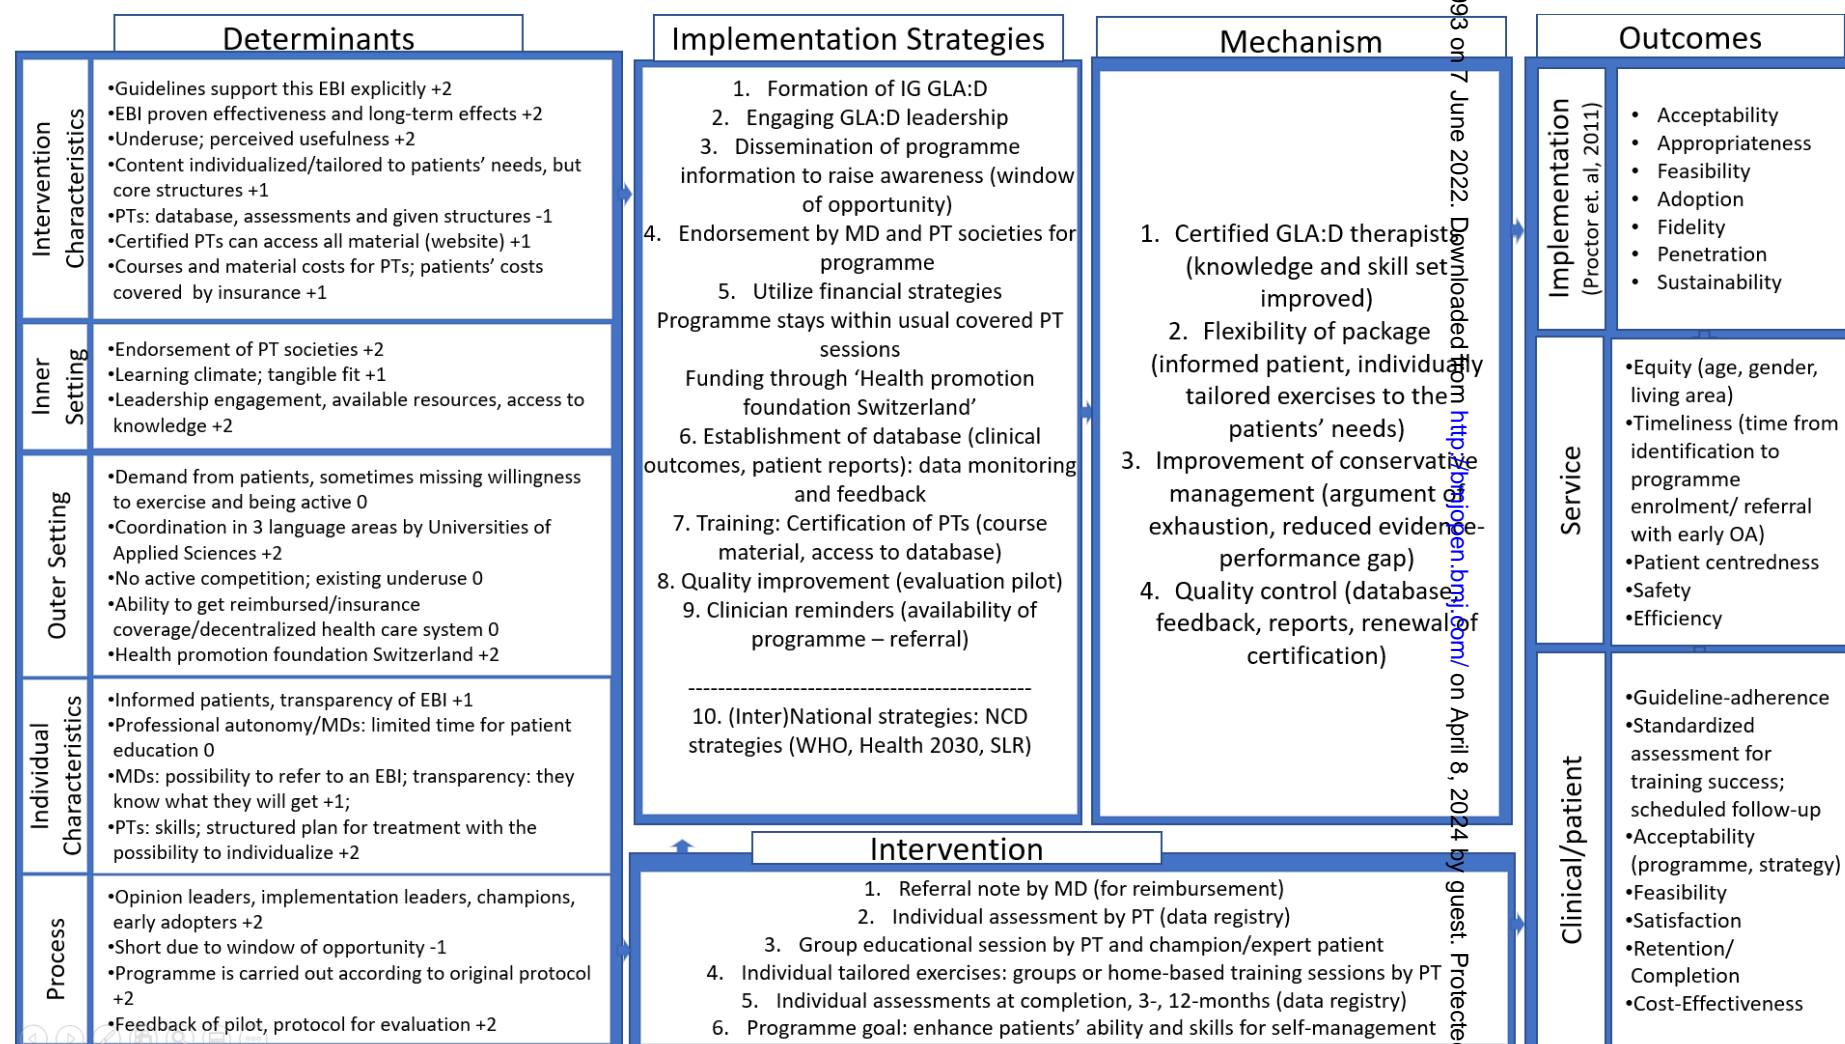 Determinants
Intervention
Characteristics
•Guidelines support this EBI explicitly +2
•EBI proven effectiveness and long-term effects +2
•Underuse; perceived usefulness +2
•Content individualized/tailored to patients’ needs, but
core structures +1
•PTs: database, assessments and given structures -1
•Certified PTs can access all material (website) +1
•Courses and material costs for PTs; patients’ costs
covered by insurance +1
Inner
Setting
•Endorsement of PT societies +2
•Learning climate; tangible fit +1
•Leadership engagement, available resources, access to
knowledge +2
Outer Setting
•Demand from patients, sometimes missing willingness
to exercise and being active 0
•Coordination in 3 language areas by Universities of
Applied Sciences +2
•No active competition; existing underuse 0
•Ability to get reimbursed/insurance
coverage/decentralized health care system 0
•Health promotion foundation Switzerland +2
Individual
Characteristics
•Informed patients, transparency of EBI +1
•Professional autonomy/MDs: limited time for patient
education 0
•MDs: possibility to refer to an EBI; transparency: they
know what they will get +1;
•PTs: skills; structured plan for treatment with the
possibility to individualize +2
Process
•Opinion leaders, implementation leaders, champions,
early adopters +2
•Short due to window of opportunity -1
•Programme is carried out according to original protocol
+2
•Feedback of pilot, protocol for evaluation +2
Implementation Strategies
1. Formation of IG GLA:D
2. Engaging GLA:D leadership
3. Dissemination of programme
information to raise awareness (window
of opportunity)
4. Endorsement by MD and PT societies for
programme
5. Utilize financial strategies
Programme stays within usual covered PT
sessions
Funding through ‘Health promotion
foundation Switzerland’
6. Establishment of database (clinical
outcomes, patient reports): data monitoring
and feedback
7. Training: Certification of PTs (course
material, access to database)
8. Quality improvement (evaluation pilot)
9. Clinician reminders (availability of
programme – referral)
----------------------------------------------
10. (Inter)National strategies: NCD
strategies (WHO, Health 2030, SLR)
Mechanism
1. Certified GLA:D therapists
(knowledge and skill set
improved)
2. Flexibility of package
(informed patient, individually
tailored exercises to the
patients’ needs)
3. Improvement of conservative
management (argument of
exhaustion, reduced evidence-
performance gap)
4. Quality control (database,
feedback, reports, renewal of
certification)
Intervention
1. Referral note by MD (for reimbursement)
2. Individual assessment by PT (data registry)
3. Group educational session by PT and champion/expert patient
4. Individual tailored exercises: groups or home-based training sessions by PT
5. Individual assessments at completion, 3-, 12-months (data registry)
6. Programme goal: enhance patients’ ability and skills for self-management
Outcomes
Implementation
(Proctor et. al, 2011)
• Acceptability
• Appropriateness
• Feasibility
• Adoption
• Fidelity
• Penetration
• Sustainability
Service
•Equity (age, gender,
living area)
•Timeliness (time from
identification to
programme
enrolment/ referral
with early OA)
•Patient centredness
•Safety
•Efficiency
Clinical/patient
•Guideline-adherence
•Standardized
assessment for
training success;
scheduled follow-up
•Acceptability
(programme, strategy)
•Feasibility
•Satisfaction
•Retention/
Completion
•Cost-Effectiveness
on 7 June 2022. Downloaded from http://bmjopen.bmj.com/ on April 8, 2024 by guest.